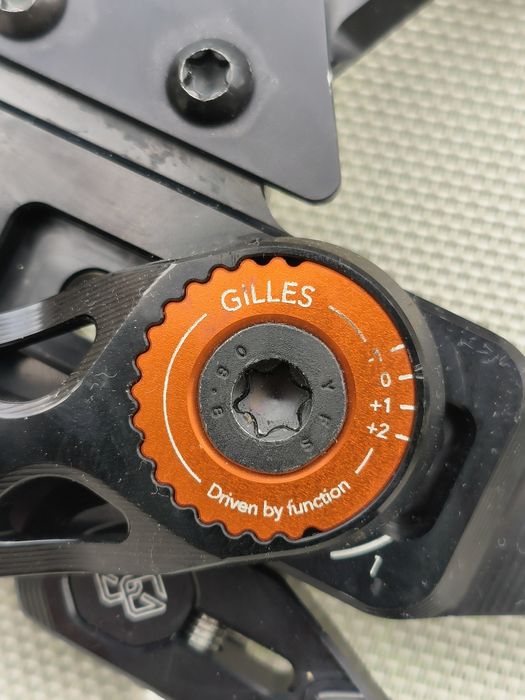 GiLLES
0
+1
+2
Driven by function
1